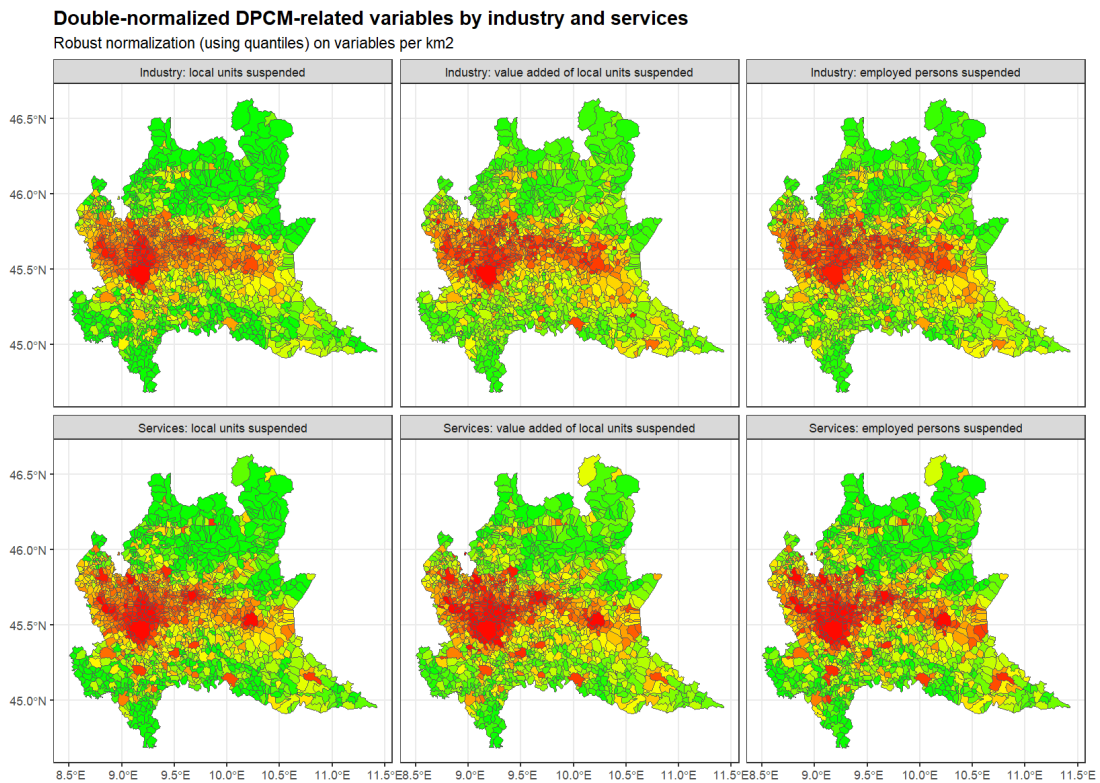 Double-normalized DPCM-related variables by industry and services
Robust normalization (using quantiles) on variables per km2
Industry: local units suspended
Industry: value added of local units suspended
Industry: employed persons suspended
46.5°N
46.0°N
45.5°N
45.0°N
Services: local units suspended
Services: value added of local units suspended
Services: employed persons suspended
46.5°N
46.0°N
45.5°N
45.0°N
8.5°E 9.0°E 9.5°E 10.0°E 10.5°E 11.0°E 11.5°E 8.5°E 9.0°E 9.5°E 10.0°E 10.5°E 11.0°E 11.5°E 8.5°E 9.0°E 9.5°E 10.0°E 10.5°E 11.0°E 11.5°E